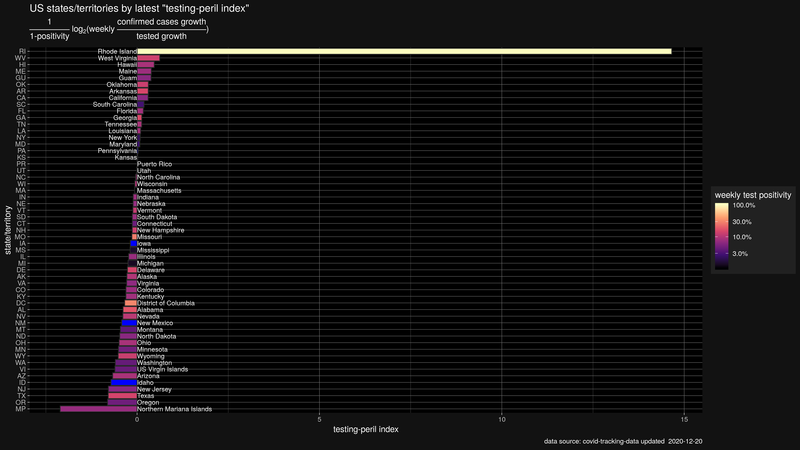 US states/territories by latest "testing-peril index"
1
1-positivity
log2(weekly
confirmed cases growth
tested growth
)
RI Rhode Island
WV West Virginia
HI Hawaii
ME Maine
GU Guam
OK Oklahoma
AR Arkansas
CA California
SC South Carolina
FL Florida
GA Georgia
TN Tennessee
LA Louisiana
NY New York
MD Maryland
PA Pennsylvania
KS Kansas
PR Puerto Rico
UT Utah
NC North Carolina
WI Wisconsin
MA Massachusetts
IN Indiana
NE Nebraska
VT Vermont
SD South Dakota
CT Connecticut
NH New Hampshire
MO Missouri
IA Iowa
MS Mississippi
IL Illinois
MI Michigan
DE Delaware
AK Alaska
VA Virginia
CO Colorado
KY Kentucky
DC District of Columbia
AL Alabama
NV Nevada
NM New Mexico
MT Montana
ND North Dakota
OH Ohio
MN Minnesota
WY Wyoming
WA Washington
VI US Virgin Islands
AZ Arizona
ID Idaho
NJ New Jersey
TX Texas
OR Oregon
MP Northern Mariana Islands
state/territory
0 5 10 15
testing-peril index
weekly test positivity
100.0%
30.0%
10.0%
3.0%
data source: covid-tracking-data updated 2020-12-20